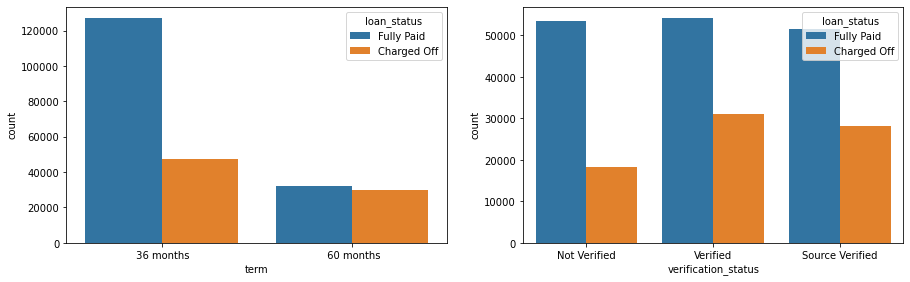 120000
100000
80000
60000
40000
20000
0
count
36 months
60 months
term
loan_status
Fully Paid
Charged Off
50000
40000
30000
20000
10000
0
count
Not Verified
Verified
Source Verified
verification_status
loan_status
Fully Paid
Charged Off